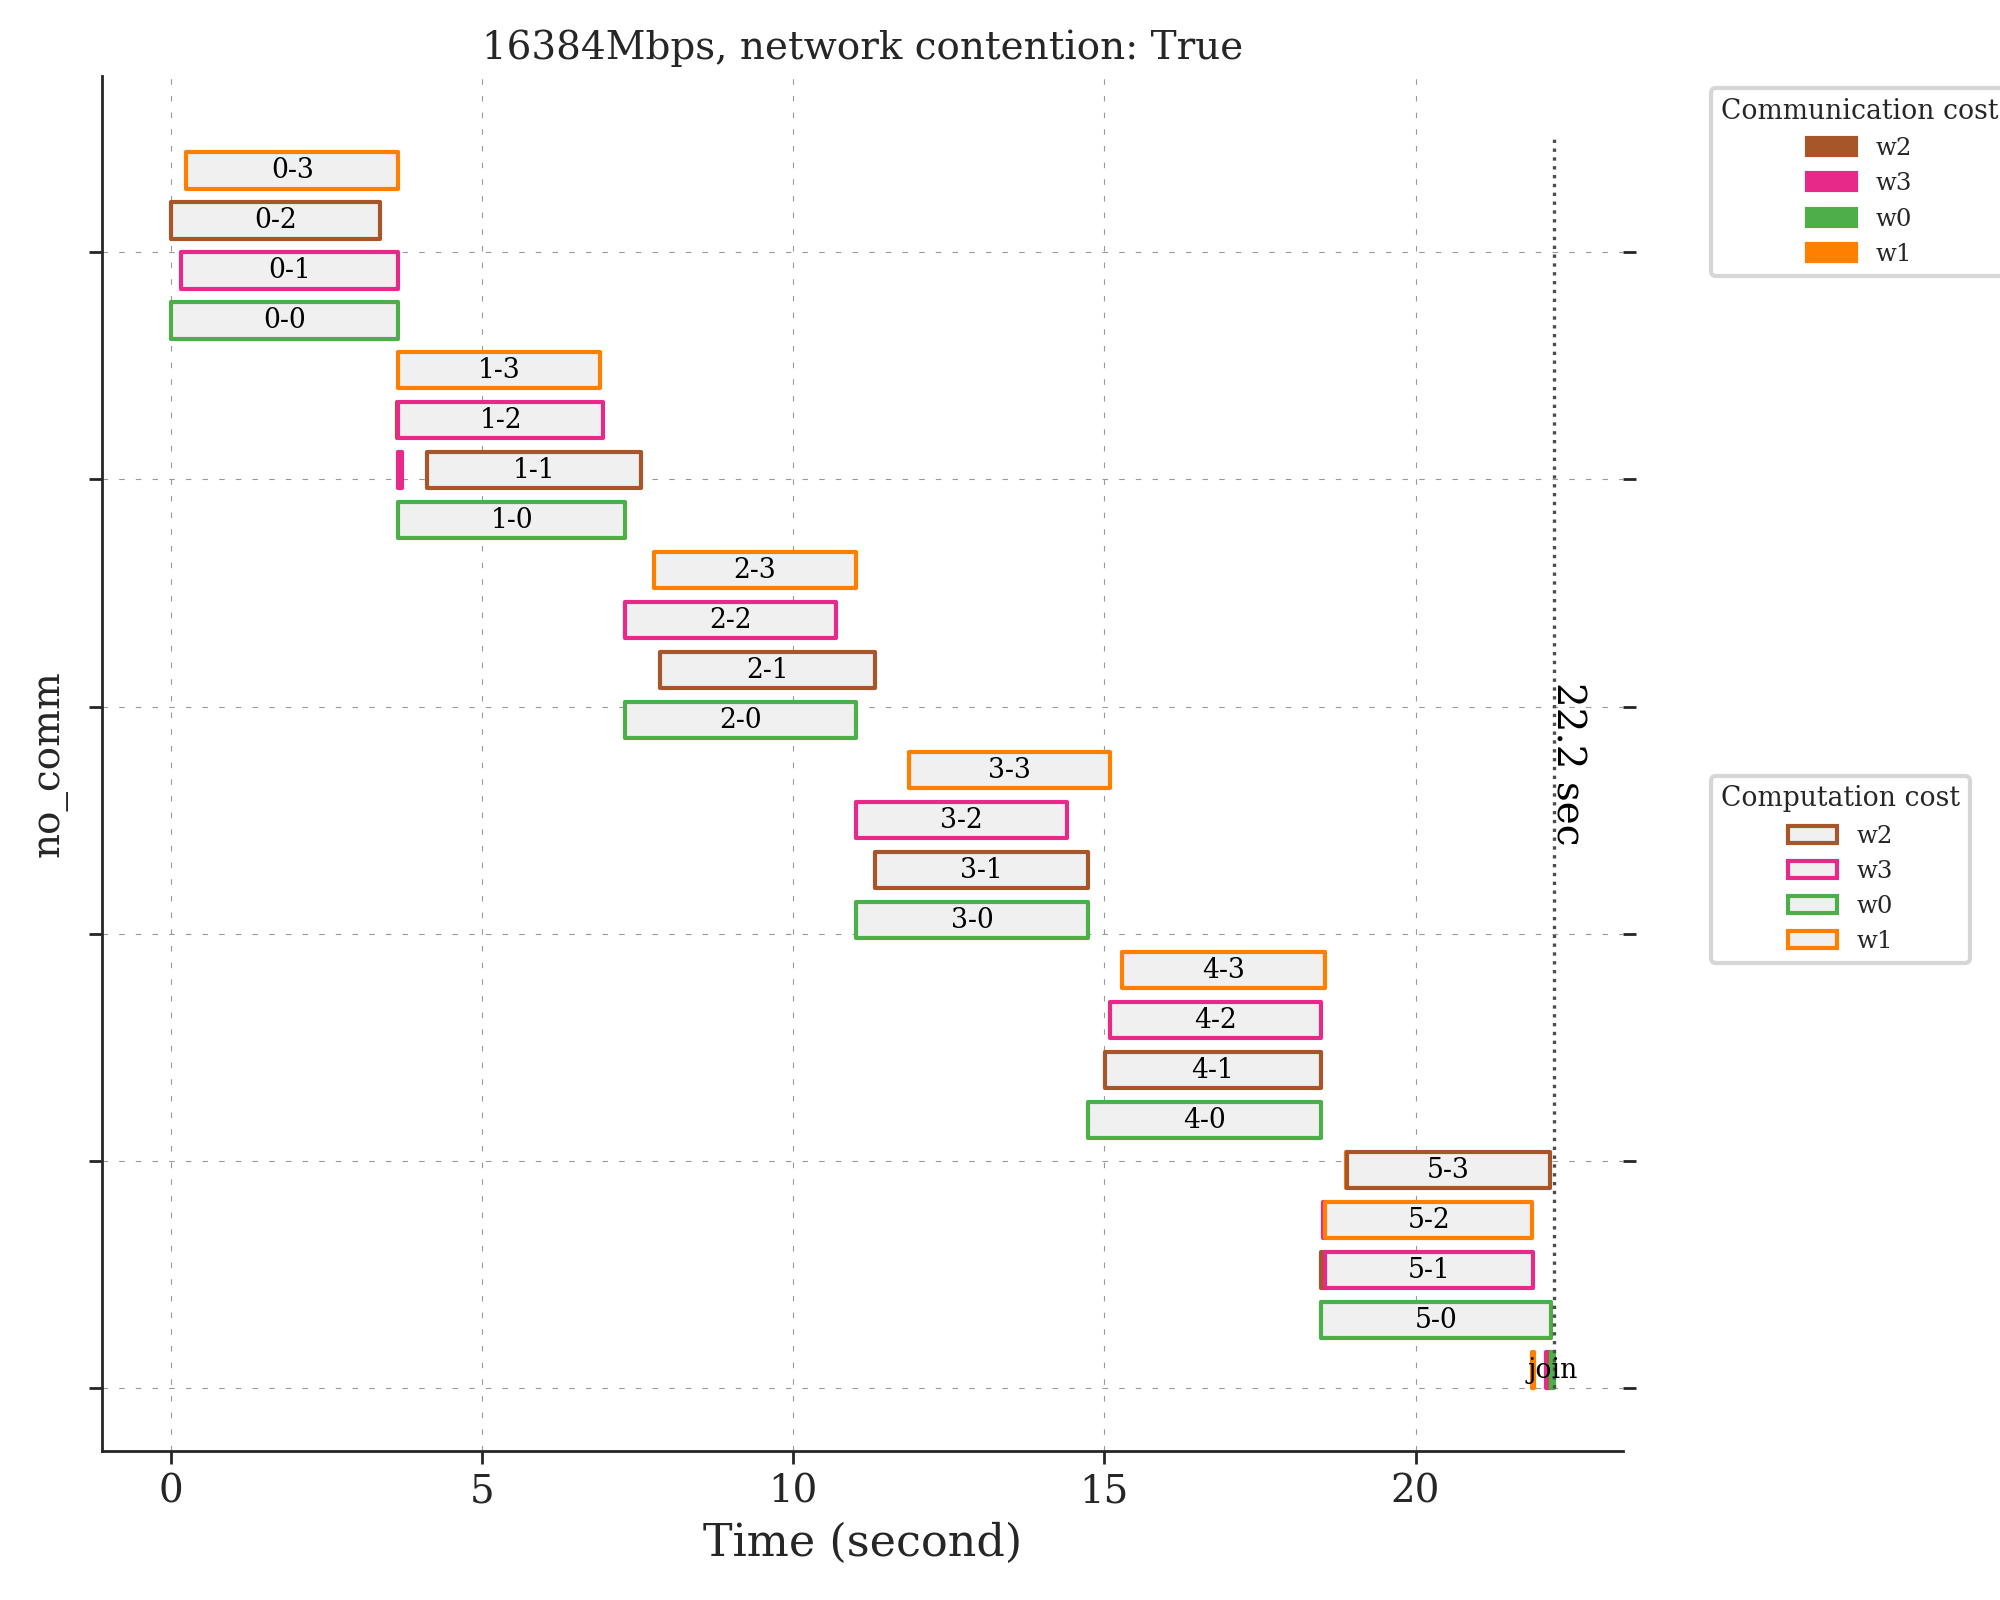 16384Mbps, network contention: True
Communication cost
w2
w3
w0
w1
0-3
0-2
0-1
0-0
1-3
1-2
1-1
1-0
2-3
2-2
2-1
2-0
3-3
3-2
3-1
3-0
4-3
4-2
4-1
4-0
5-3
5-2
5-1
5-0
join
22.2 sec
no_comm
Computation cost
w2
w3
w0
w1
0
5
10
15
20
Time (second)